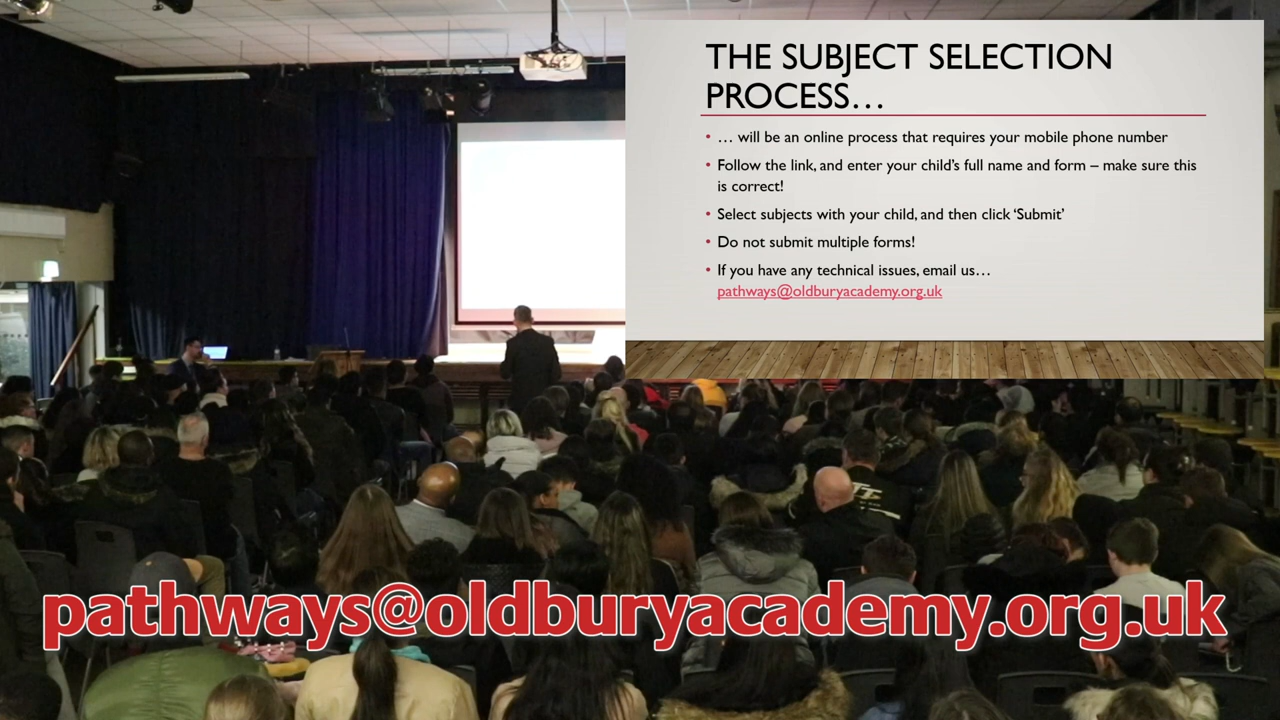 THE SUBJECT SELECTION
PROCESS…
• … will be an online process that requires your mobile phone number
• Follow the link, and enter your child’s full name and form – make sure this
is correct!
• Select subjects with your child, and then click ‘Submit’
• Do not submit multiple forms!
• If you have any technical issues, email us…
pathways@oldburyacademy.org.uk
pathways@oldburyacademy.org.uk